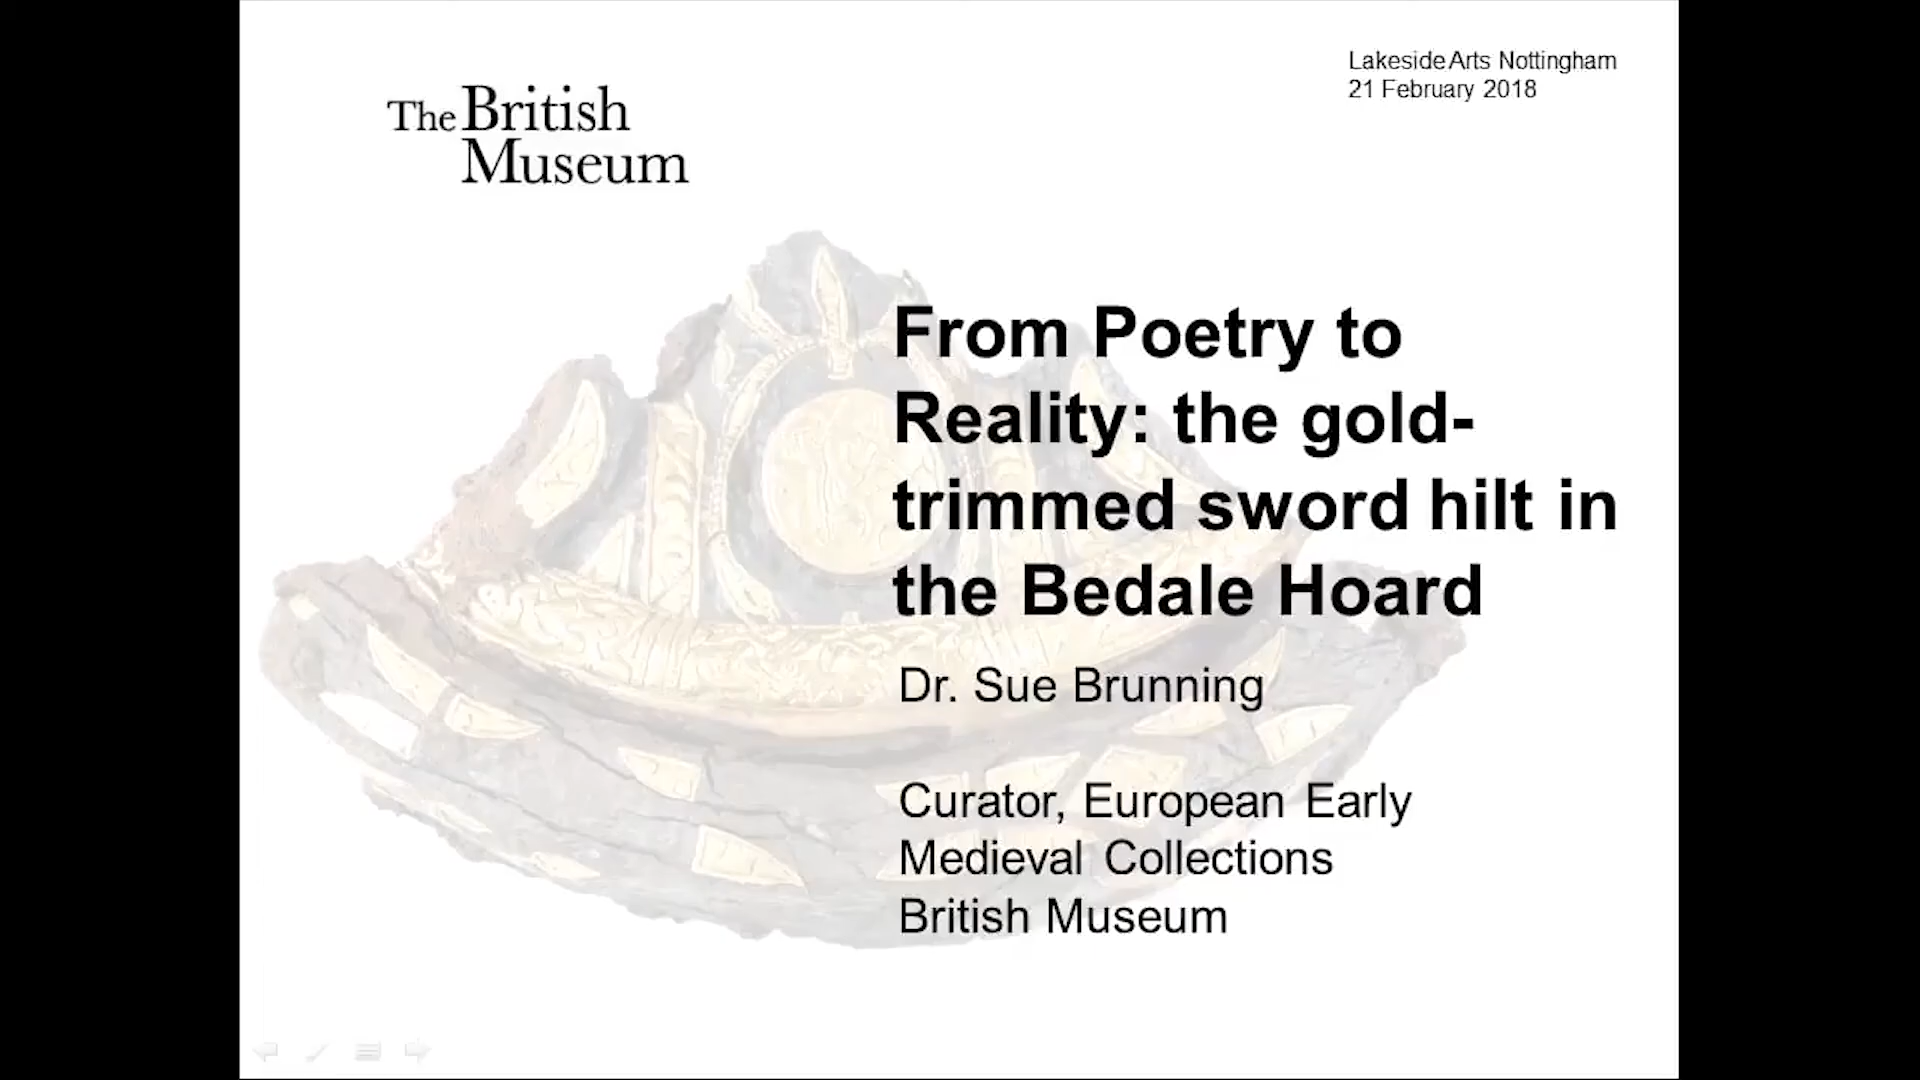 Lakeside Arts Nottingham
21 February 2018
The British
Museum
From Poetry to
Reality: the gold-
trimmed sword hilt in
the Bedale Hoard
Dr. Sue Brunning
Curator, European Early
Medieval Collections
British Museum